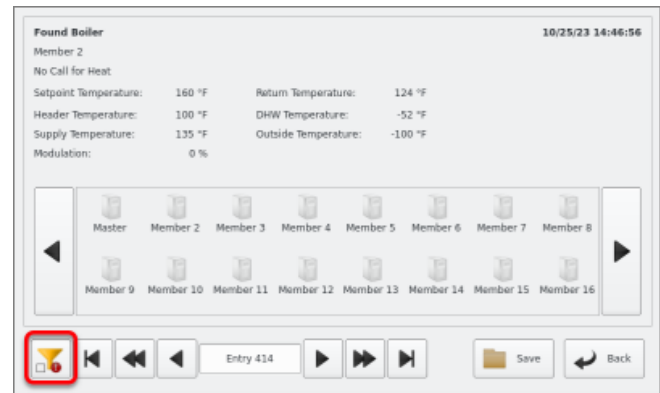 Found Boiler 10/25/23 14:46:56
Member 2
No Call for Heat
Setpoint Temperature: 160 °F Return Temperature: 124 °F
Header Temperature: 100 °F DHW Temperature: -52 °F
Supply Temperature: 135 °F Outside Temperature: -100 °F
Modulation: 0 %
Master Member 2 Member 3 Member 4 Member 5 Member 6 Member 7 Member 8
Member 9 Member 10 Member 11 Member 12 Member 13 Member 14 Member 15 Member 16
Entry 414 Save Back